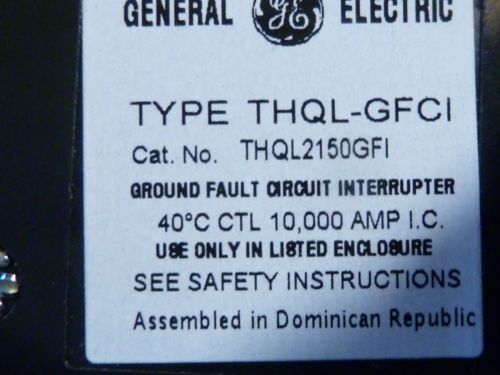 GENERAL GE ELECTRIC
TYPE THQL-GFCI
Cat. No. THQL2150GFI
GROUND FAULT CIRCUIT INTERRUPTER
40°C CTL 10,000 AMP I.C.
USE ONLY IN LISTED ENCLOSURE
SEE SAFETY INSTRUCTIONS
Assembled in Dominican Republic